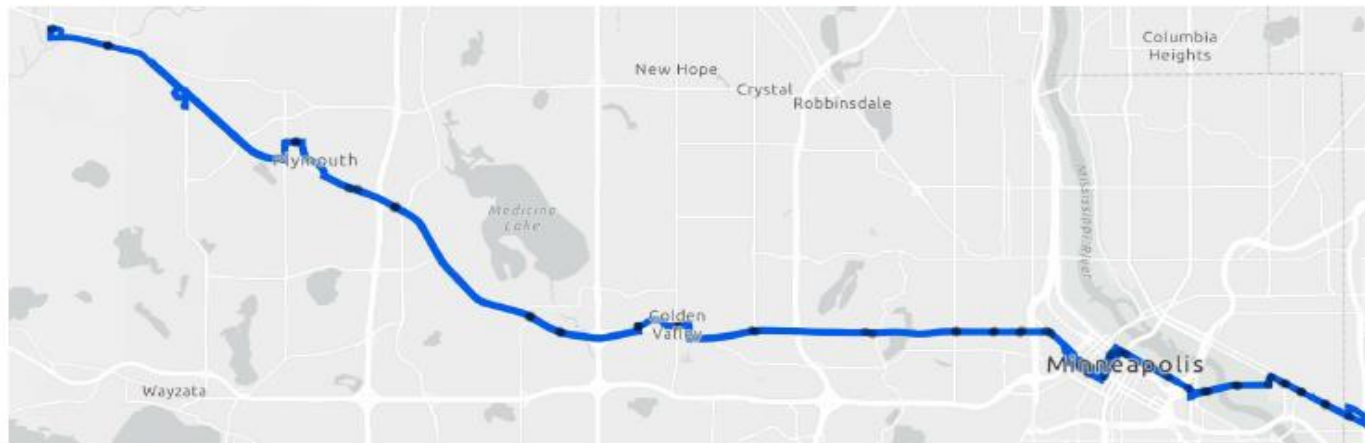 Columbia
Heights
New Hope
Crystal
Robbinsdale
Plymouth
Medicine
Lake
Mississippi River
Golden
Valley
Minneapolis
Wayzata